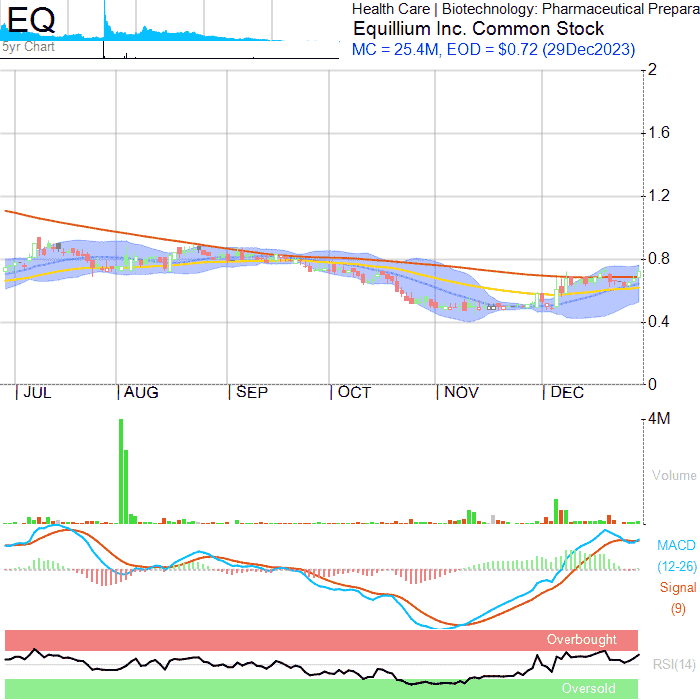 EQ
5yr Chart
Health Care | Biotechnology: Pharmaceutical Prepara
Equillium Inc. Common Stock
MC = 25.4M, EOD = $0.72 (29Dec2023)
2
1.6
1.2
0.8
0.4
0
JUL AUG SEP OCT NOV DEC
4M
Volume
MACD
(12-26)
Signal
(9)
Overbought
RSI(14)
Oversold